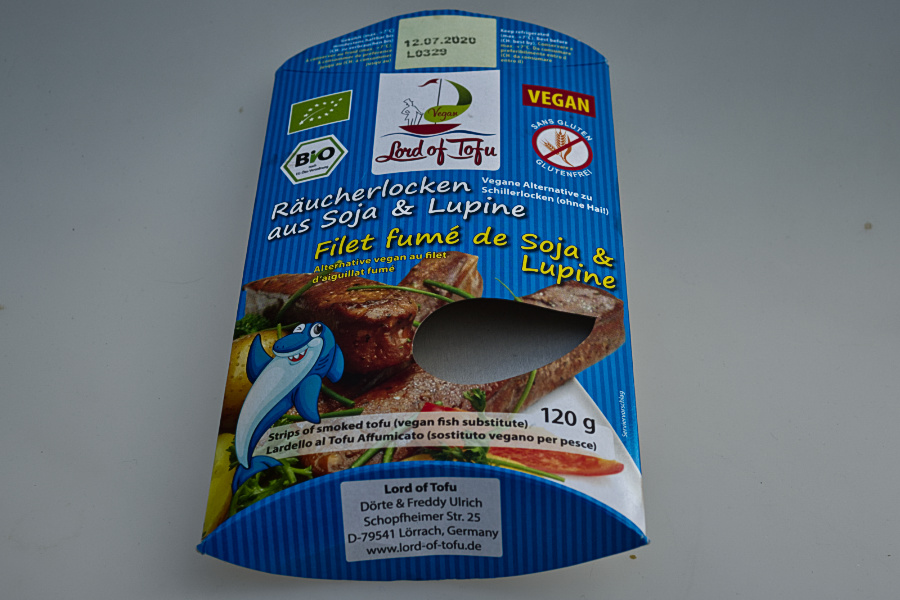 12.07.2020
L0329
Vegan
Lord of Tofu
VEGAN
SANS GLUTEN
GLUTENFREI
BIO
Räucherlocken
aus Soja & Lupine
Vegane Alternative zu
Schillerlocken (ohne Hai!)
Filet fumé de Soja &
Lupine
Alternative vegan au filet
d'aiguillat fumé
120 g
Strips of smoked tofu (vegan fish substitute)
Lardello al Tofu Affumicato (sostituto vegano per pesce)
Serviervorschlag
Lord of Tofu
Dörte & Freddy Ulrich
Schopfheimer Str. 25
D-79541 Lörrach, Germany
www.lord-of-tofu.de